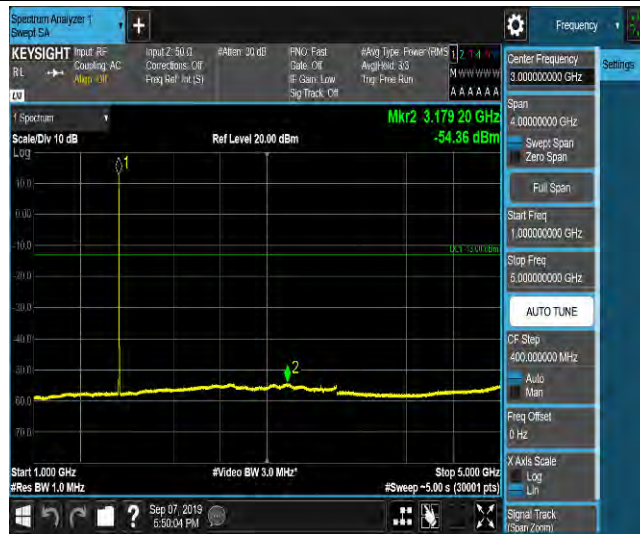 Spectrum Analyzer 1
Swept SA
+
Frequency
KEYSIGHT
RL
Input: RF
Coupling: AC
Align: Off
Input Z: 50 Ω
Corrections: Off
Freq Ref: Int (S)
#Atten: 30 dB
PNO: Fast
Gate: Off
IF Gain: Low
Sig Track: Off
#Avg Type: Power (RMS
Avg|Hold: 3/3
Trig: Free Run
M W W W W W
A A A A A A
1 Spectrum
Scale/Div 10 dB
Log
Ref Level 20.00 dBm
Mkr2 3.179 20 GHz
-54.36 dBm
1
10.0
0.00
-10.0
DL1 -13.00 dBm
-20.0
-30.0
-40.0
-50.0
2
-60.0
-70.0
Start 1.000 GHz
#Res BW 1.0 MHz
#Video BW 3.0 MHz*
Stop 5.000 GHz
#Sweep ~5.00 s (30001 pts)
?
Sep 07, 2019
5:50:04 PM
Center Frequency
3.000000000 GHz
Settings
Span
4.00000000 GHz
Swept Span
Zero Span
Full Span
Start Freq
1.000000000 GHz
Stop Freq
5.000000000 GHz
AUTO TUNE
CF Step
400.000000 MHz
Auto
Man
Freq Offset
0 Hz
X Axis Scale
Log
Lin
Signal Track
(Span Zoom)